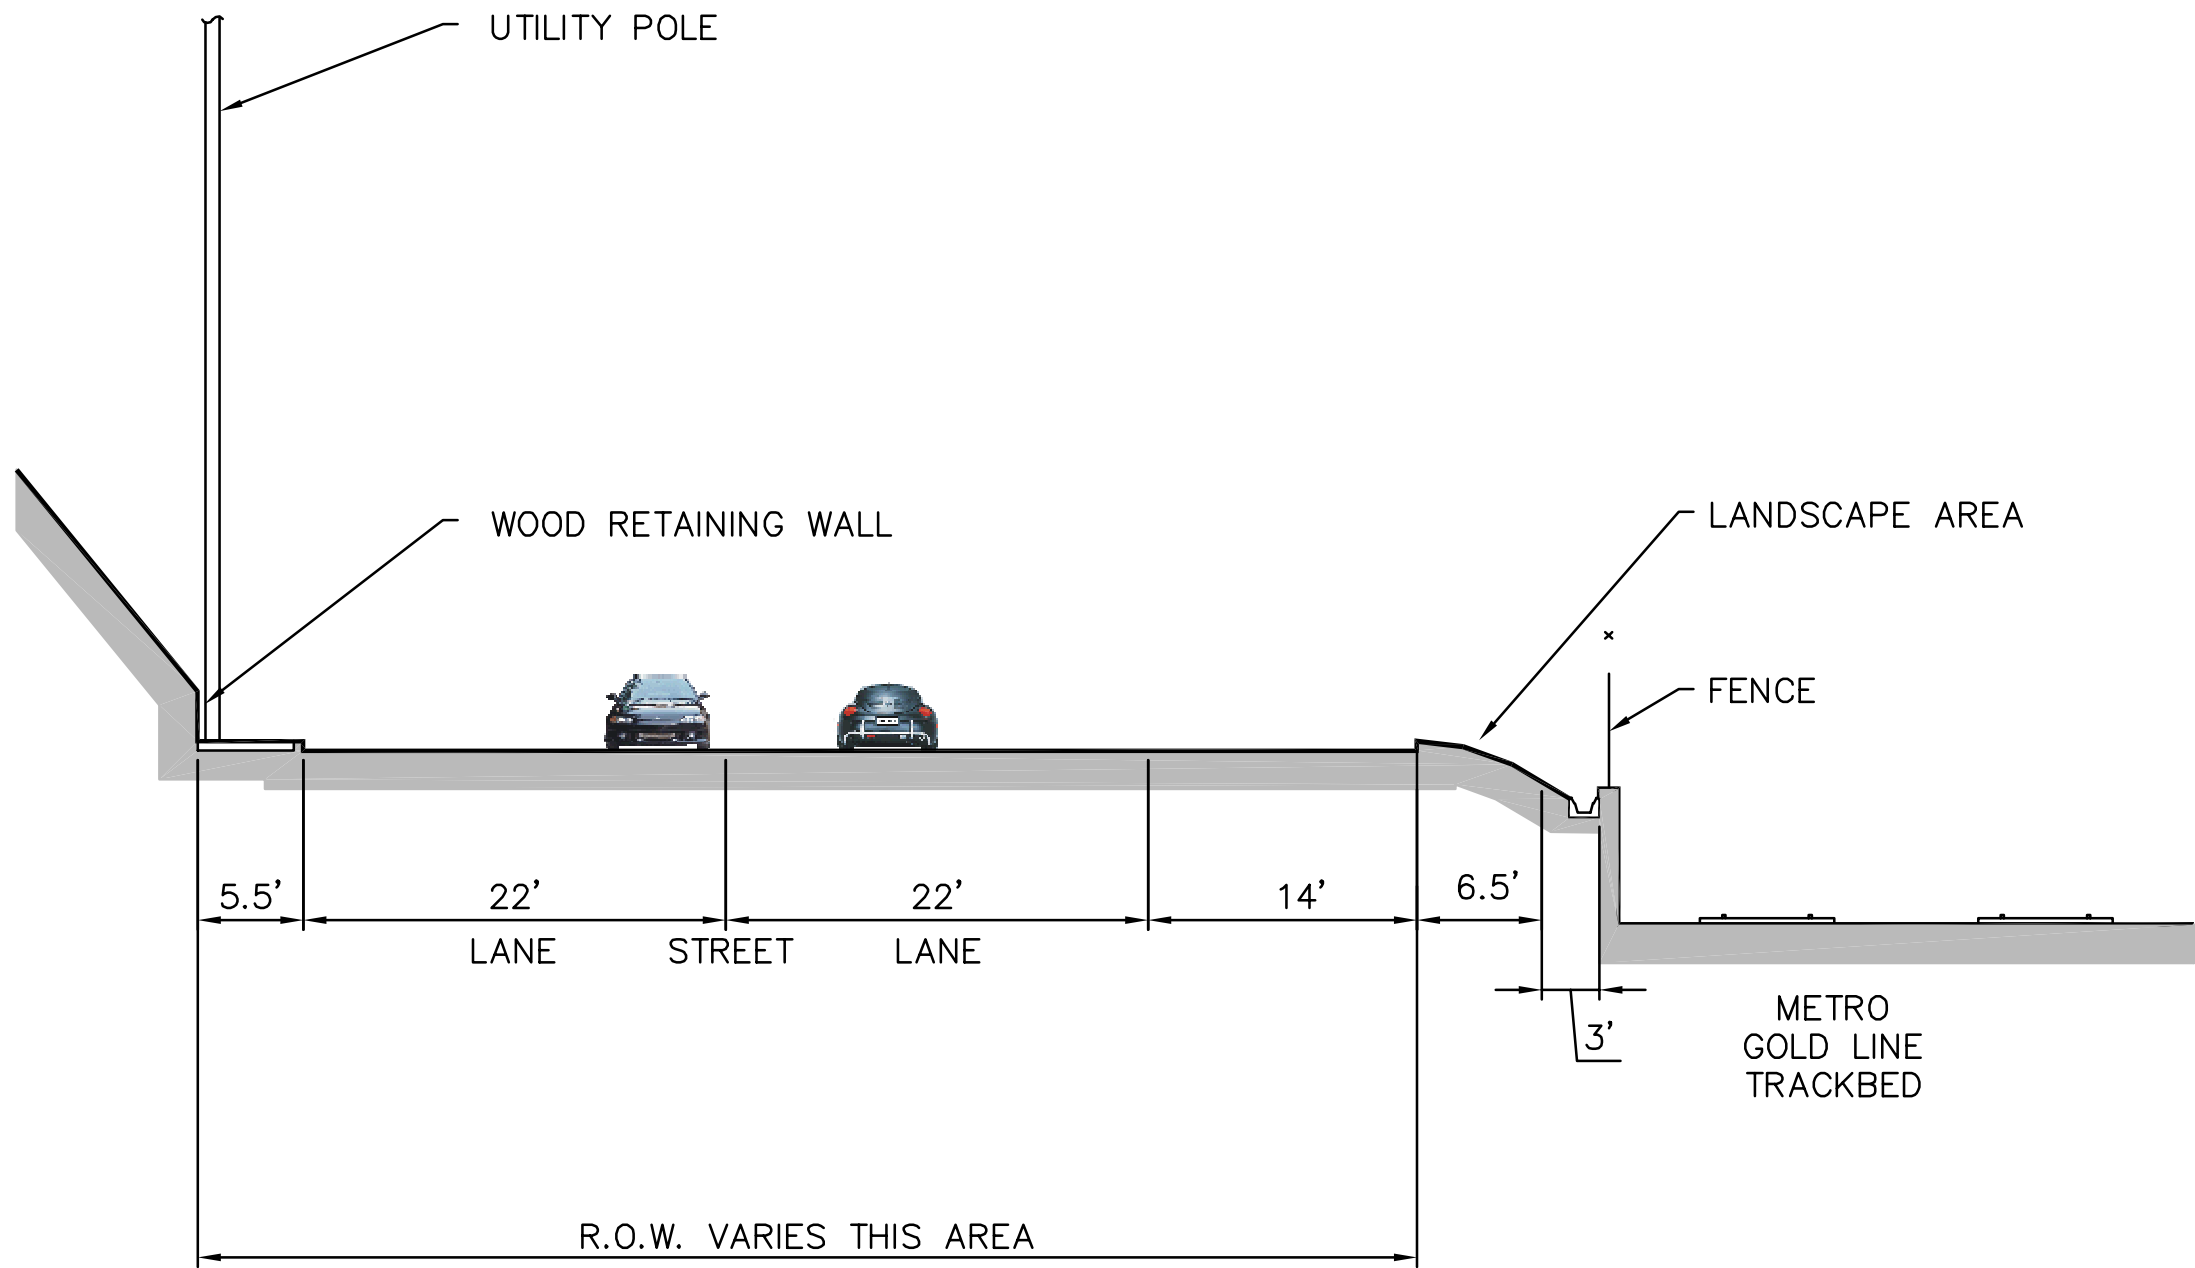 UTILITY POLE
WOOD RETAINING WALL
LANDSCAPE AREA
FENCE
5.5' 22' 22' 14' 6.5'
LANE STREET LANE
3'
METRO
GOLD LINE
TRACKBED
R.O.W. VARIES THIS AREA